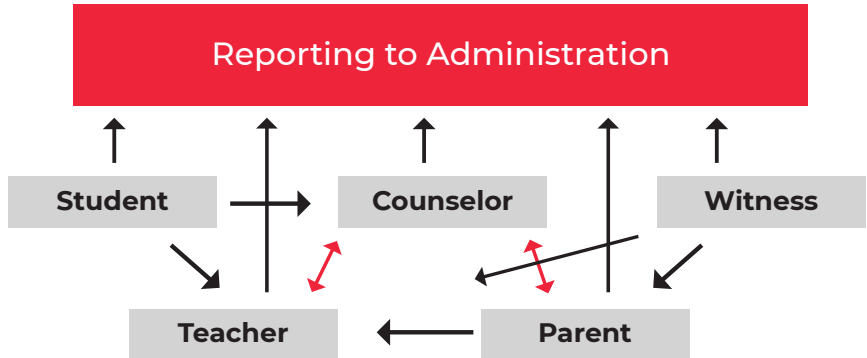 Reporting to Administration
Student
Counselor
Witness
Teacher
Parent